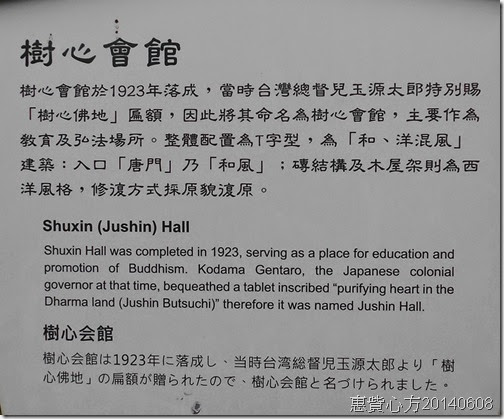 樹心會館
樹心會館於1923年落成，當時台灣總督兒玉源太郎特別賜
「樹心佛地」匾額，因此將其命名為樹心會館，主要作為
教育及弘法場所。整體配置為T字型，為「和、洋混風」
建築：入口「唐門」乃「和風」；磚結構及木屋架則為西
洋風格，修復方式採原貌復原。
Shuxin (Jushin) Hall
Shuxin Hall was completed in 1923, serving as a place for education and
promotion of Buddhism. Kodama Gentaro, the Japanese colonial
governor at that time, bequeathed a tablet inscribed “purifying heart in the
Dharma land (Jushin Butsuchi)” therefore it was named Jushin Hall.
樹心会館
樹心会館は1923年に落成し、当時台湾総督児玉源太郎より「樹
心佛地」の扁額が贈られたので、樹心会館と名づけられました。
惠質心方20140608